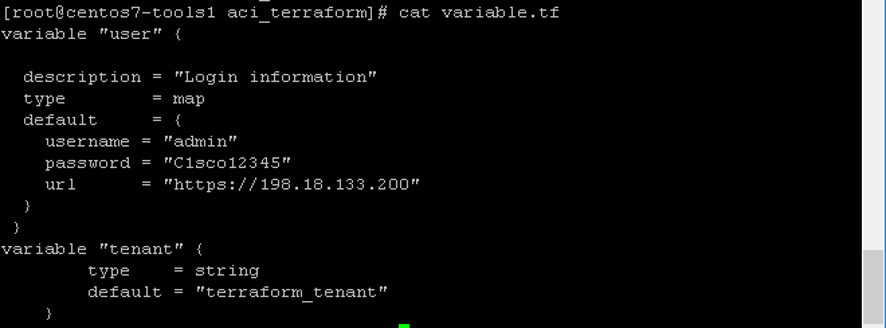 [root@centos7-tools1 aci_terraform]# cat variable.tf
variable "user" {
description = "Login information"
type = map
default = {
username = "admin"
password = "C1sco12345"
url = "https://198.18.133.200"
}
}
variable "tenant" {
type = string
default = "terraform_tenant"
}